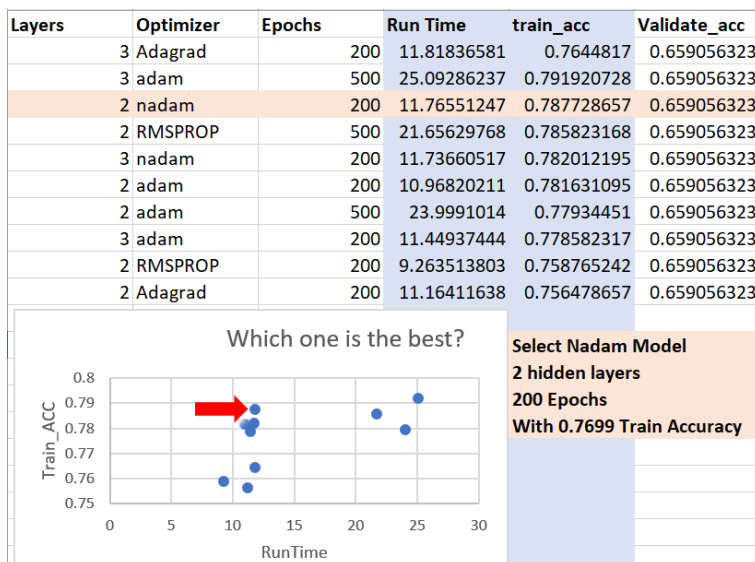 Layers Optimizer Epochs Run Time train_acc Validate_acc
3 Adagrad 200 11.81836581 0.7644817 0.659056323
3 adam 500 25.09286237 0.791920728 0.659056323
2 nadam 200 11.76551247 0.787728657 0.659056323
2 RMSPROP 500 21.65629768 0.785823168 0.659056323
3 nadam 200 11.73660517 0.782012195 0.659056323
2 adam 200 10.96820211 0.781631095 0.659056323
2 adam 500 23.9991014 0.77934451 0.659056323
3 adam 200 11.44937444 0.778582317 0.659056323
2 RMSPROP 200 9.263513803 0.758765242 0.659056323
2 Adagrad 200 11.16411638 0.756478657 0.659056323
Which one is the best?
0.8
0.79
0.78
0.77
0.76
0.75
Train_ACC
0 5 10 15 20 25 30
RunTime
Select Nadam Model
2 hidden layers
200 Epochs
With 0.7699 Train Accuracy